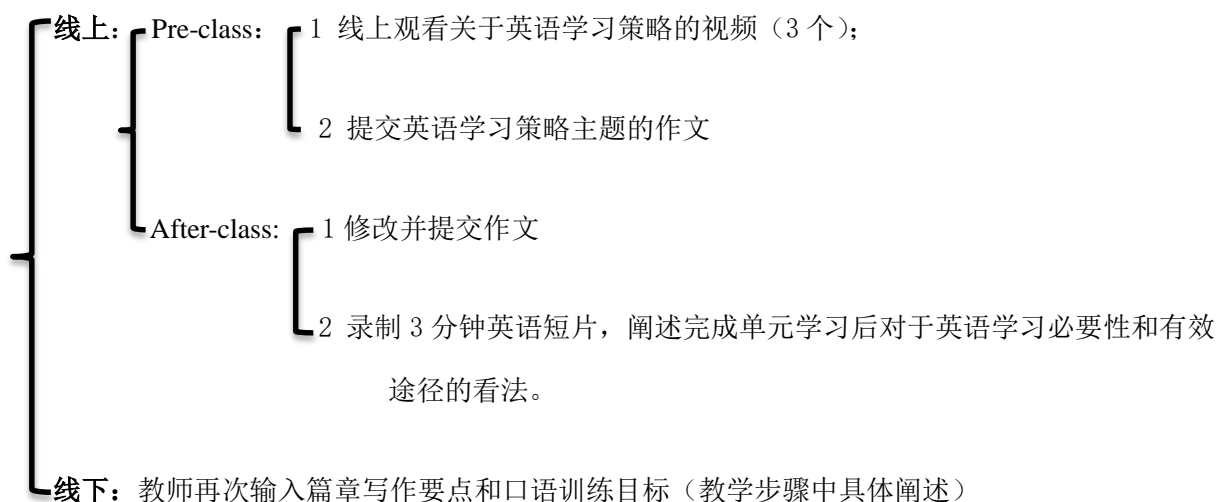 线上：Pre-class： 1 线上观看关于英语学习策略的视频（3 个）；
2 提交英语学习策略主题的作文
After-class: 1 修改并提交作文
2 录制 3 分钟英语短片，阐述完成单元学习后对于英语学习必要性和有效
途径的看法。
线下：教师再次输入篇章写作要点和口语训练目标（教学步骤中具体阐述）